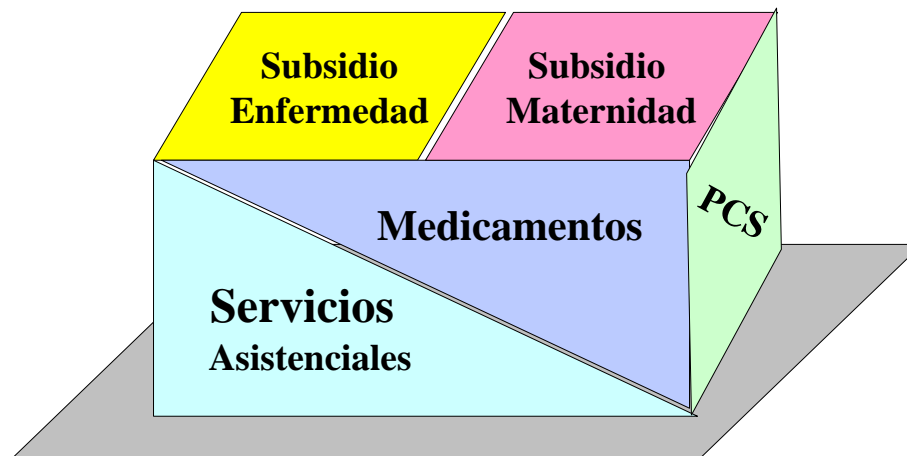 Subsidio
Enfermedad
Subsidio
Maternidad
Medicamentos
PCS
Servicios
Asistenciales